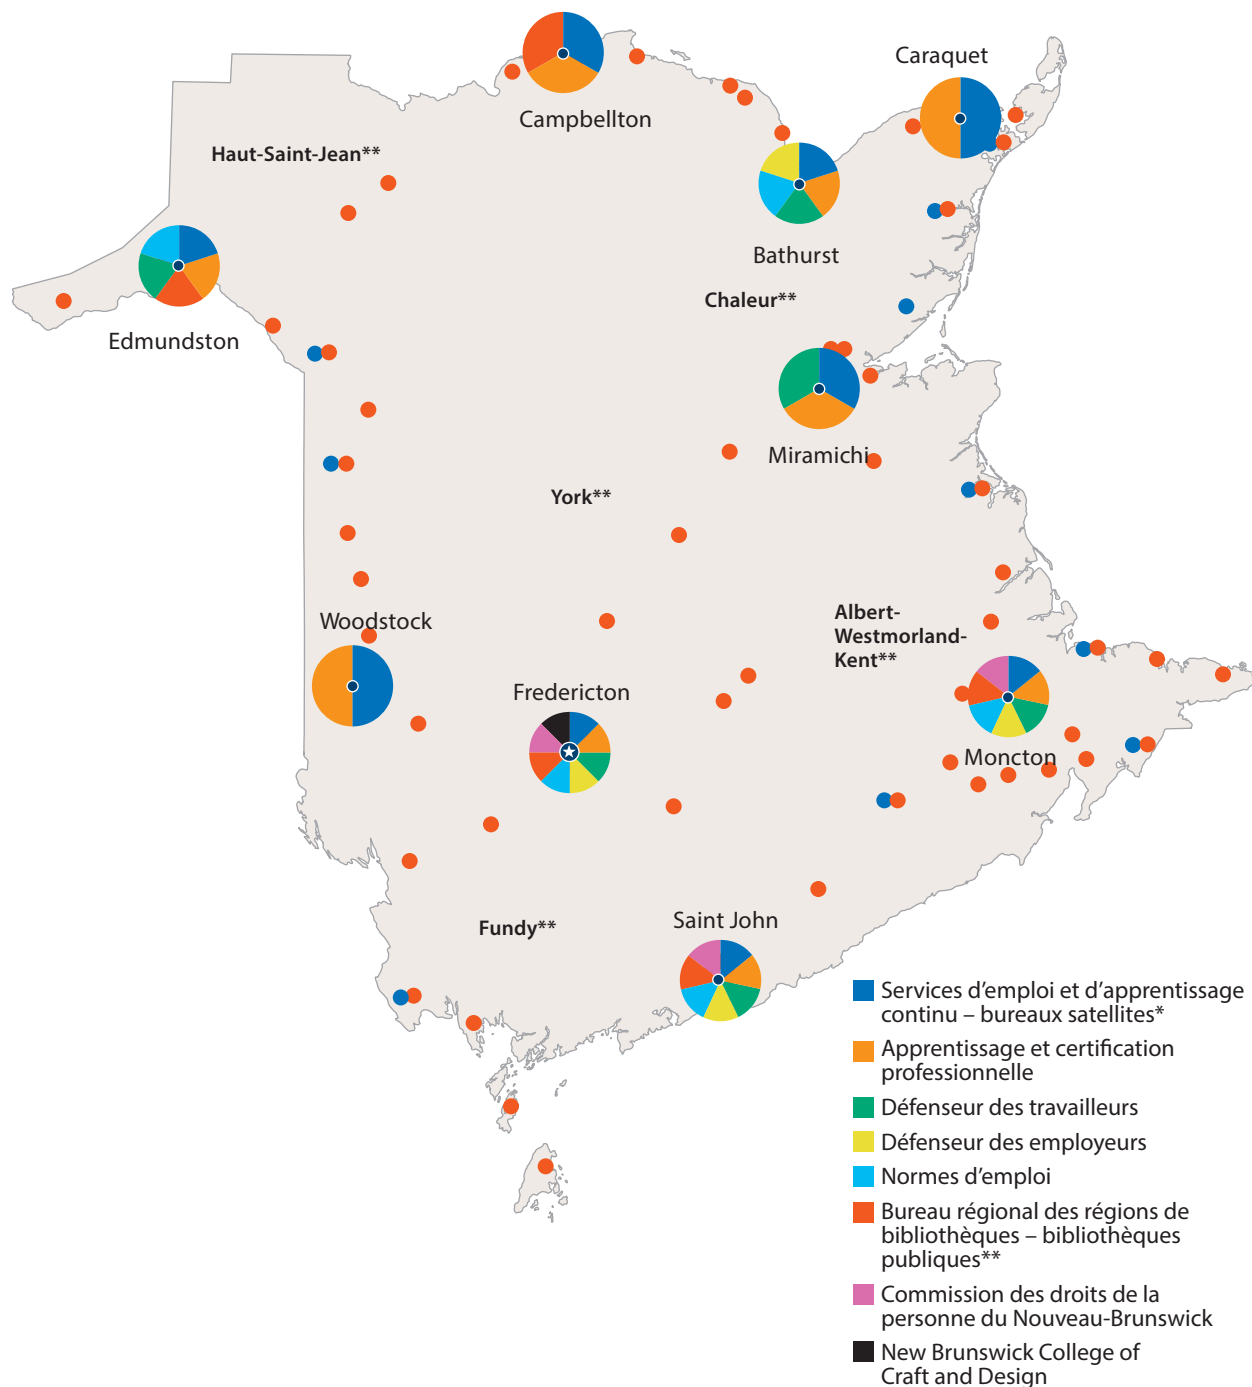 Caraquet
Campbellton
Haut-Saint-Jean**
Bathurst
Chaleur**
Edmundston
Miramichi
York**
Albert-
Westmorland-
Kent**
Woodstock
Fredericton
Moncton
Saint John
Fundy**
Services d’emploi et d’apprentissage
continu – bureaux satellites*
Apprentissage et certification
professionnelle
Défenseur des travailleurs
Défenseur des employeurs
Normes d’emploi
Bureau régional des régions de
bibliothèques – bibliothèques
publiques**
Commission des droits de la
personne du Nouveau-Brunswick
New Brunswick College of
Craft and Design